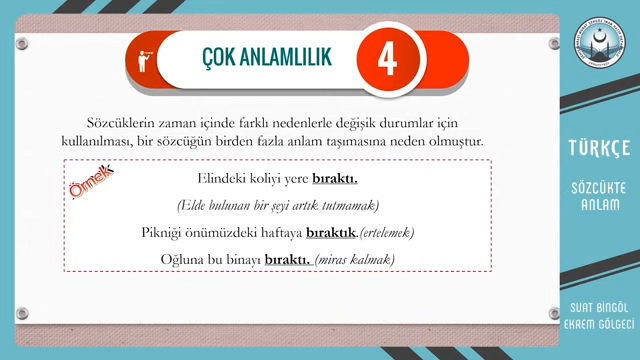 ÇOK ANLAMLILIK
4
Sözcüklerin zaman içinde farklı nedenlerle değişik durumlar için
kullanılması, bir sözcüğün birden fazla anlam taşımasına neden olmuştur.
Örnek
Elindeki koliyi yere bıraktı.
(Elde bulunan bir şeyi artık tutmamak)
Pikniği önümüzdeki haftaya bıraktık.(ertelemek)
Oğluna bu binayı bıraktı. (miras kalmak)
TÜRKÇE
SÖZCÜKTE
ANLAM
SUAT BİNGÖL
EKREM GÖLGECİ